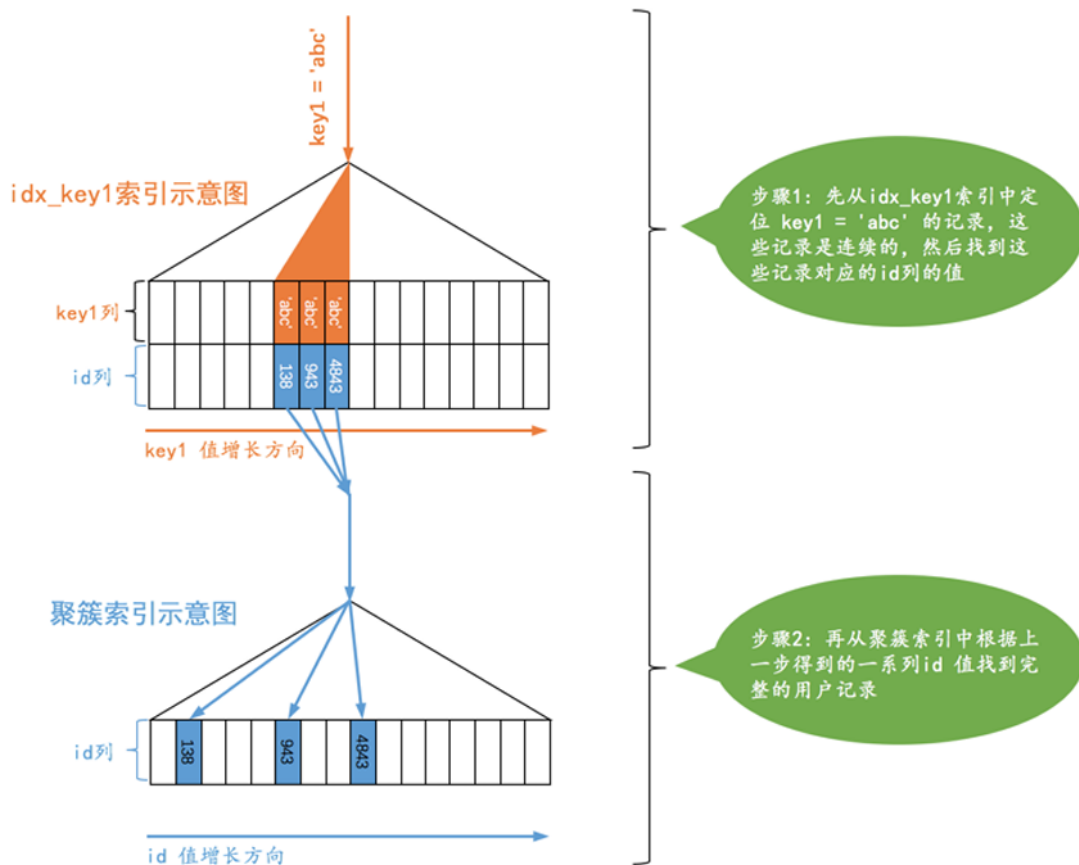 key1 = 'abc'
idx_key1索引示意图
步骤1: 先从idx_key1索引中定
位 key1 = 'abc' 的记录，这
些记录是连续的，然后找到这
些记录对应的id列的值
key1列
'abc'
'abc'
'abc'
id列
138
943
4843
key1 值增长方向
聚簇索引示意图
步骤2: 再从聚簇索引中根据上
一步得到的一系列id 值找到完
整的用户记录
id列
138
943
4843
id 值增长方向